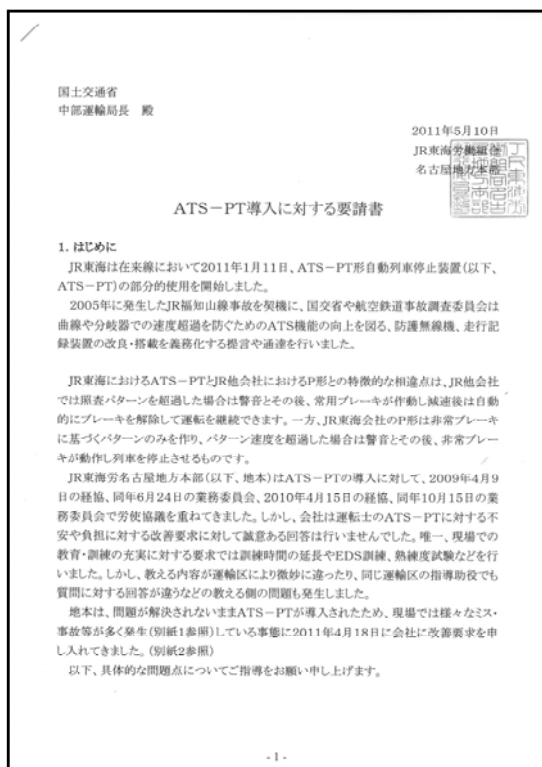 国土交通省
中部運輸局長　殿
2011年5月10日
JR東海労働組合
名古屋地方本部
ATS－PT導入に対する要請書
1. はじめに
JR東海は在来線において2011年1月11日、ATS－PT形自動列車停止装置(以下、
ATS－PT)の部分的使用を開始しました。
2005年に発生したJR福知山線事故を契機に、国交省や航空鉄道事故調査委員会は
曲線や分岐器での速度超過を防ぐためのATS機能の向上を図る、防護無線機、走行記
録装置の改良・搭載を義務化する提言や通達を行いました。
JR東海におけるATS－PTとJR他会社におけるP形との特徴的な相違点は、JR他会社
では照査パターンを超過した場合は警音とその後、常用ブレーキが作動し減速後は自動
的にブレーキを解除して運転を継続できます。一方、JR東海会社のP形は非常ブレーキ
に基づくパターンのみを作り、パターン速度を超過した場合は警音とその後、非常ブレー
キが動作し列車を停止させるものです。
JR東海労名古屋地方本部(以下、地本)はATS－PTの導入に対して、2009年4月9
日の経協、同年6月24日の業務委員会、2010年4月15日の経協、同年10月15日の業
務委員会で労使協議を重ねてきました。しかし、会社は運転士のATS－PTに対する不
安や負担に対する改善要求に対して誠意ある回答は行いませんでした。唯一、現場での
教育・訓練の充実に対する要求では訓練時間の延長やEDS訓練、熟練度試験などを行
いました。しかし、教える内容が運輸区により微妙に違ったり、同じ運輸区の指導助役でも
質問に対する回答が違うなどの教える側の問題も発生しました。
地本は、問題が解決されないままATS－PTが導入されたため、現場では様々なミス・
事故等が多く発生(別紙1参照)している事態に2011年4月18日に会社に改善要求を申
し入れてきました。(別紙2参照)
以下、具体的な問題点についてご指導をお願い申し上げます。
- 1 -